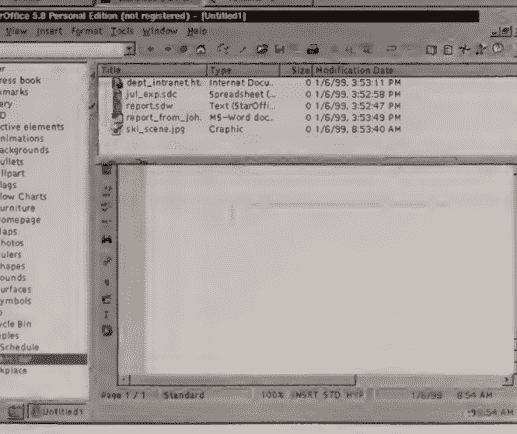 rOffice 5.0 Personal Edition (not registered) - [Untitled1]
View Insert Format Tools Window Help
Title Type Size Modification Date
dept_intranet.ht. Internet Docu.. 0 1/6/99, 3:53:11 PM
jul_exp.sdc Spreadsheet (... 0 1/6/99, 3:52:58 PM
report.sdw Text (StarOffi... 0 1/6/99, 3:52:47 PM
report_from_joh. MS-Word doc.. 0 1/6/99, 3:53:49 PM
ski_scene.jpg Graphic 0 1/6/99, 8:53:40 AM
er
ress book
kmarks
ery
D
ctive elements
nimations
ackgrounds
ullets
lipart
lags
low Charts
urniture
omepage
laps
hotos
ulers
hapes
ounds
urfaces
ymbols
cle Bin
ples
Schedule
kplace
Page 1 / 1 Standard 100% INSRT STD HYP 1/6/99 8:54 AM
Untitled1 8:54 AM